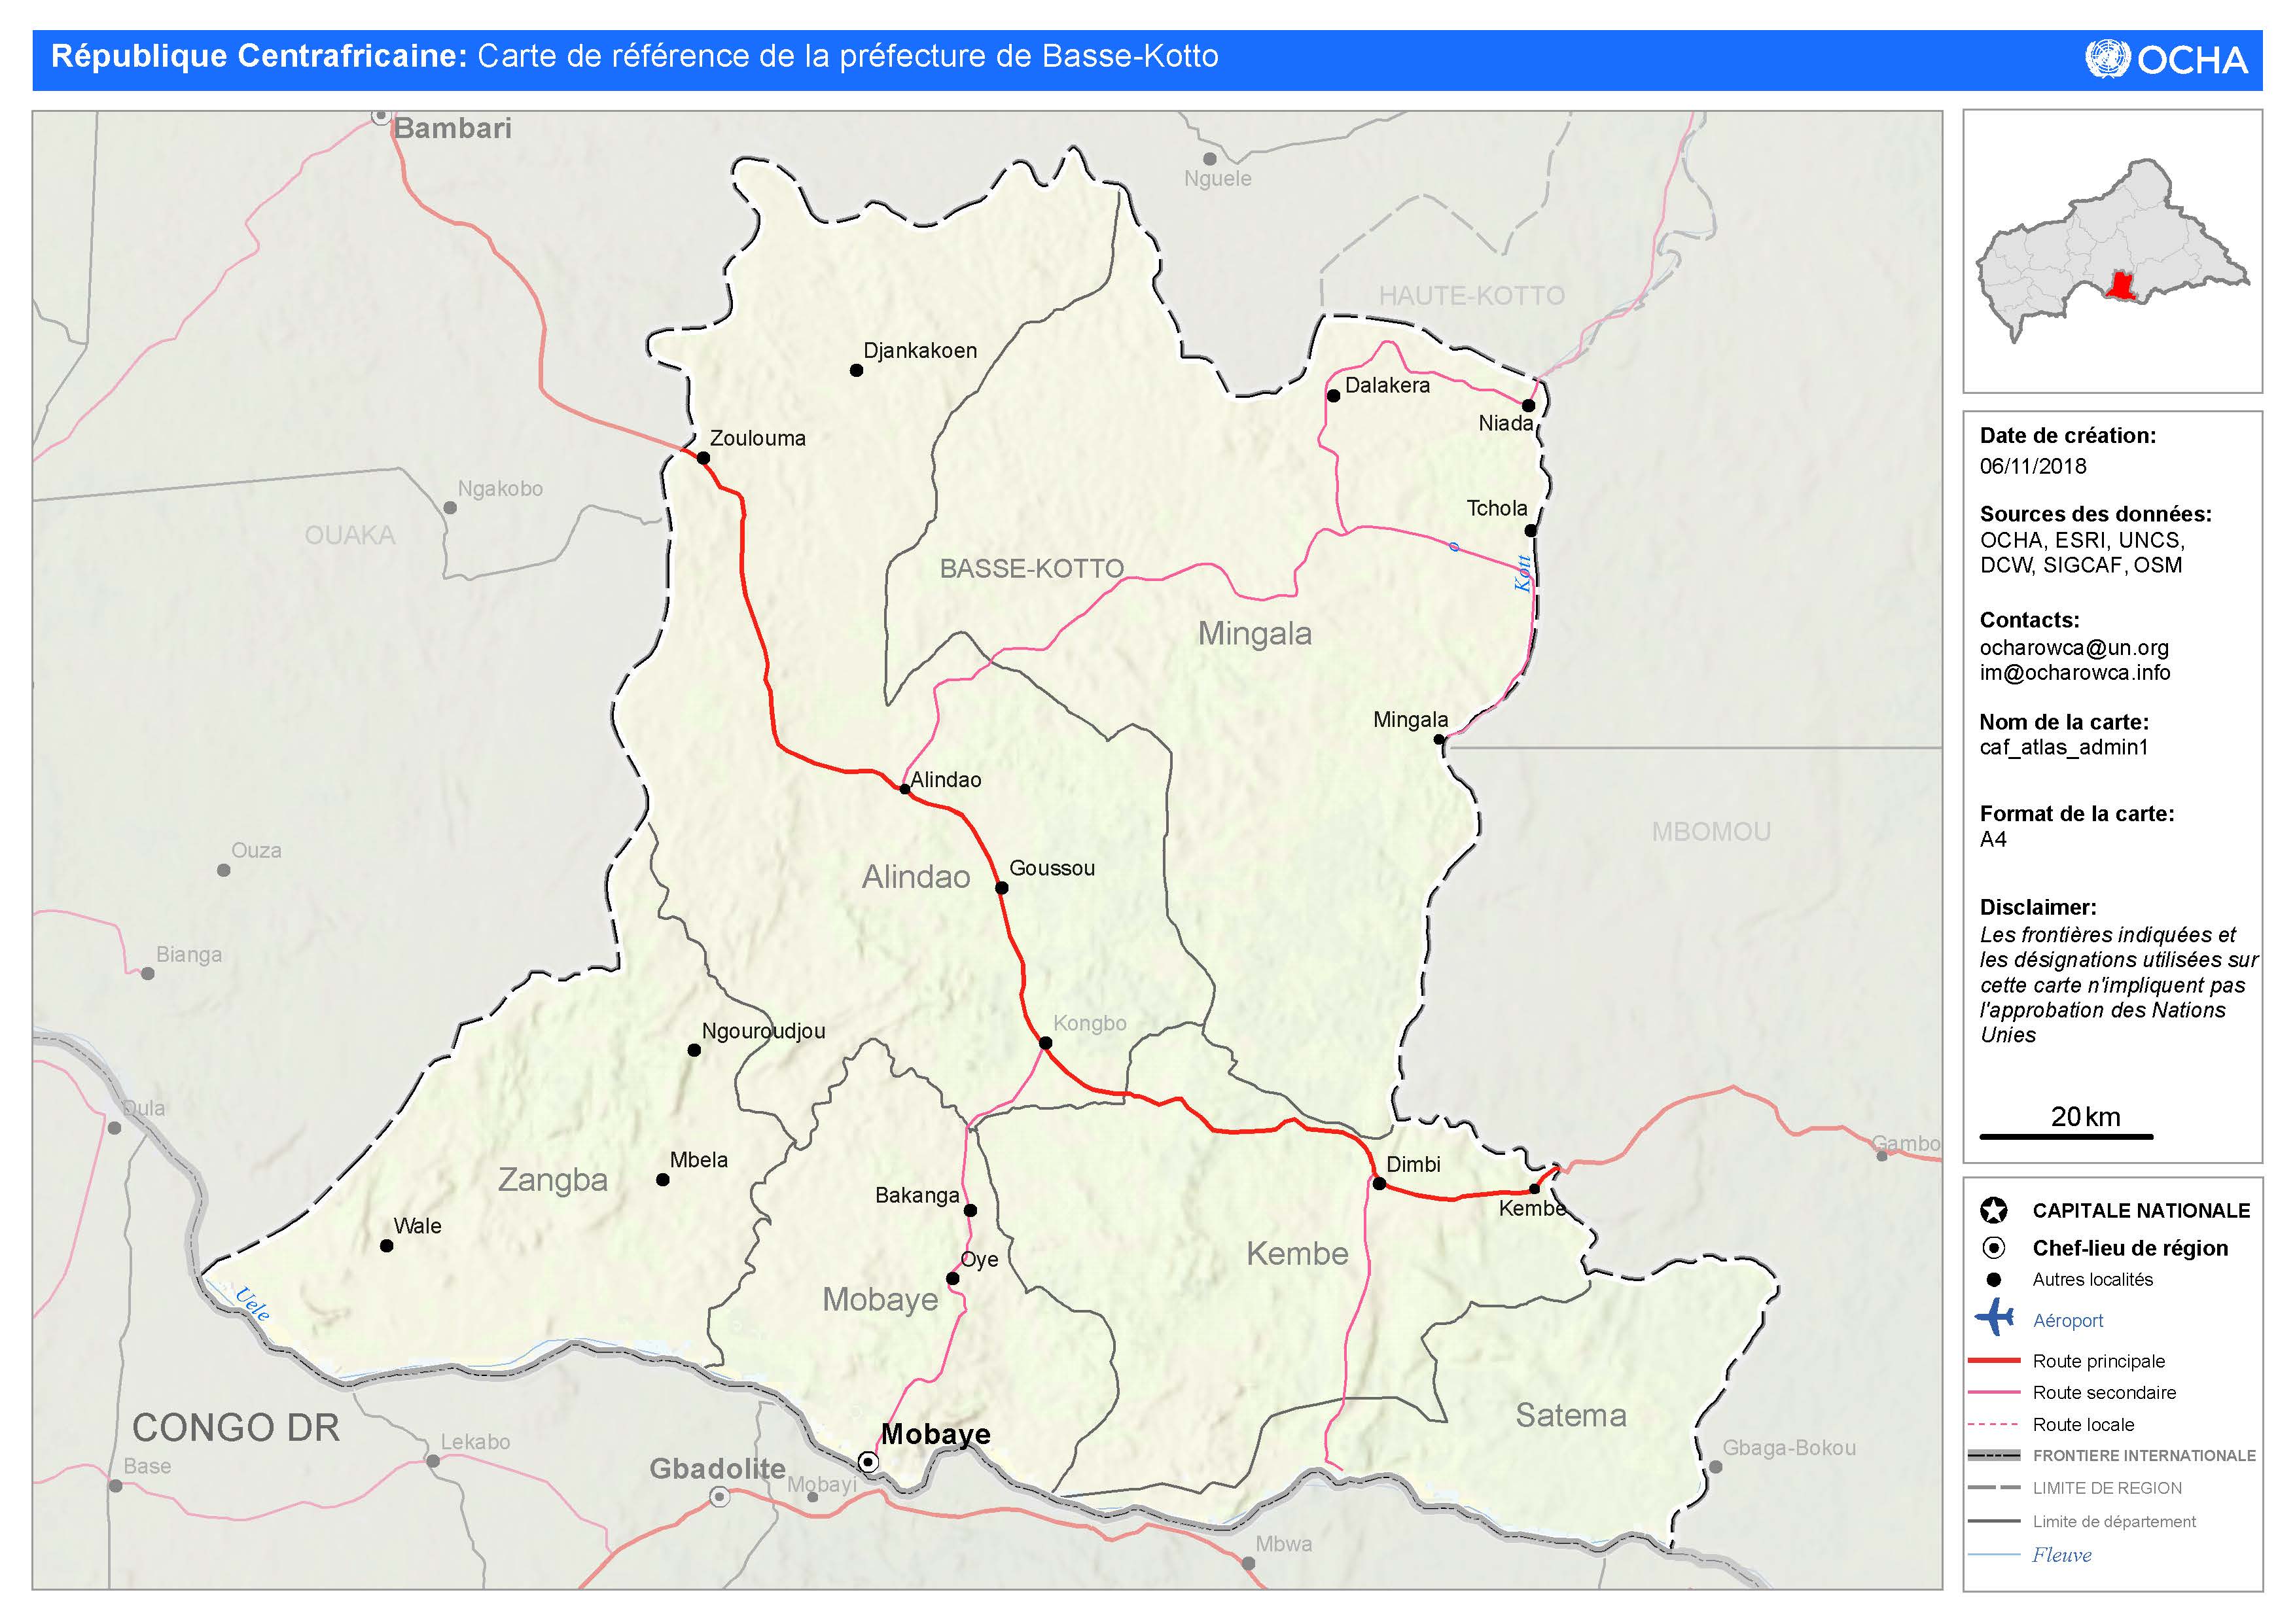 République Centrafricaine: Carte de référence de la préfecture de Basse-Kotto
OCHA
Bambari
Nguele
HAUTE-KOTTO
Djankakoen
Dalakera
Niada
Zoulouma
Ngakobo
OUAKA
Tchola
BASSE-KOTTO
Kott
o
Mingala
Mingala
Alindao
MBOMOU
Ouza
Alindao
Goussou
Bianga
Kongbo
Ngouroudjou
Dula
Gambo
Mbela
Dimbi
Zangba
Bakanga
Kembe
Wale
Oye
Kembe
Uele
Mobaye
Satema
CONGO DR
Mobaye
Lekabo
Gbaga-Bokou
Base
Gbadolite
Mobayi
Mbwa
Date de création:
06/11/2018
Sources des données:
OCHA, ESRI, UNCS,
DCW, SIGCAF, OSM
Contacts:
ocharowca@un.org
im@ocharowca.info
Nom de la carte:
caf_atlas_admin1
Format de la carte:
A4
Disclaimer:
Les frontières indiquées et
les désignations utilisées sur
cette carte n'impliquent pas
l'approbation des Nations
Unies
20 km
CAPITALE NATIONALE
Chef-lieu de région
Autres localités
Aéroport
Route principale
Route secondaire
Route locale
FRONTIERE INTERNATIONALE
LIMITE DE REGION
Limite de département
Fleuve